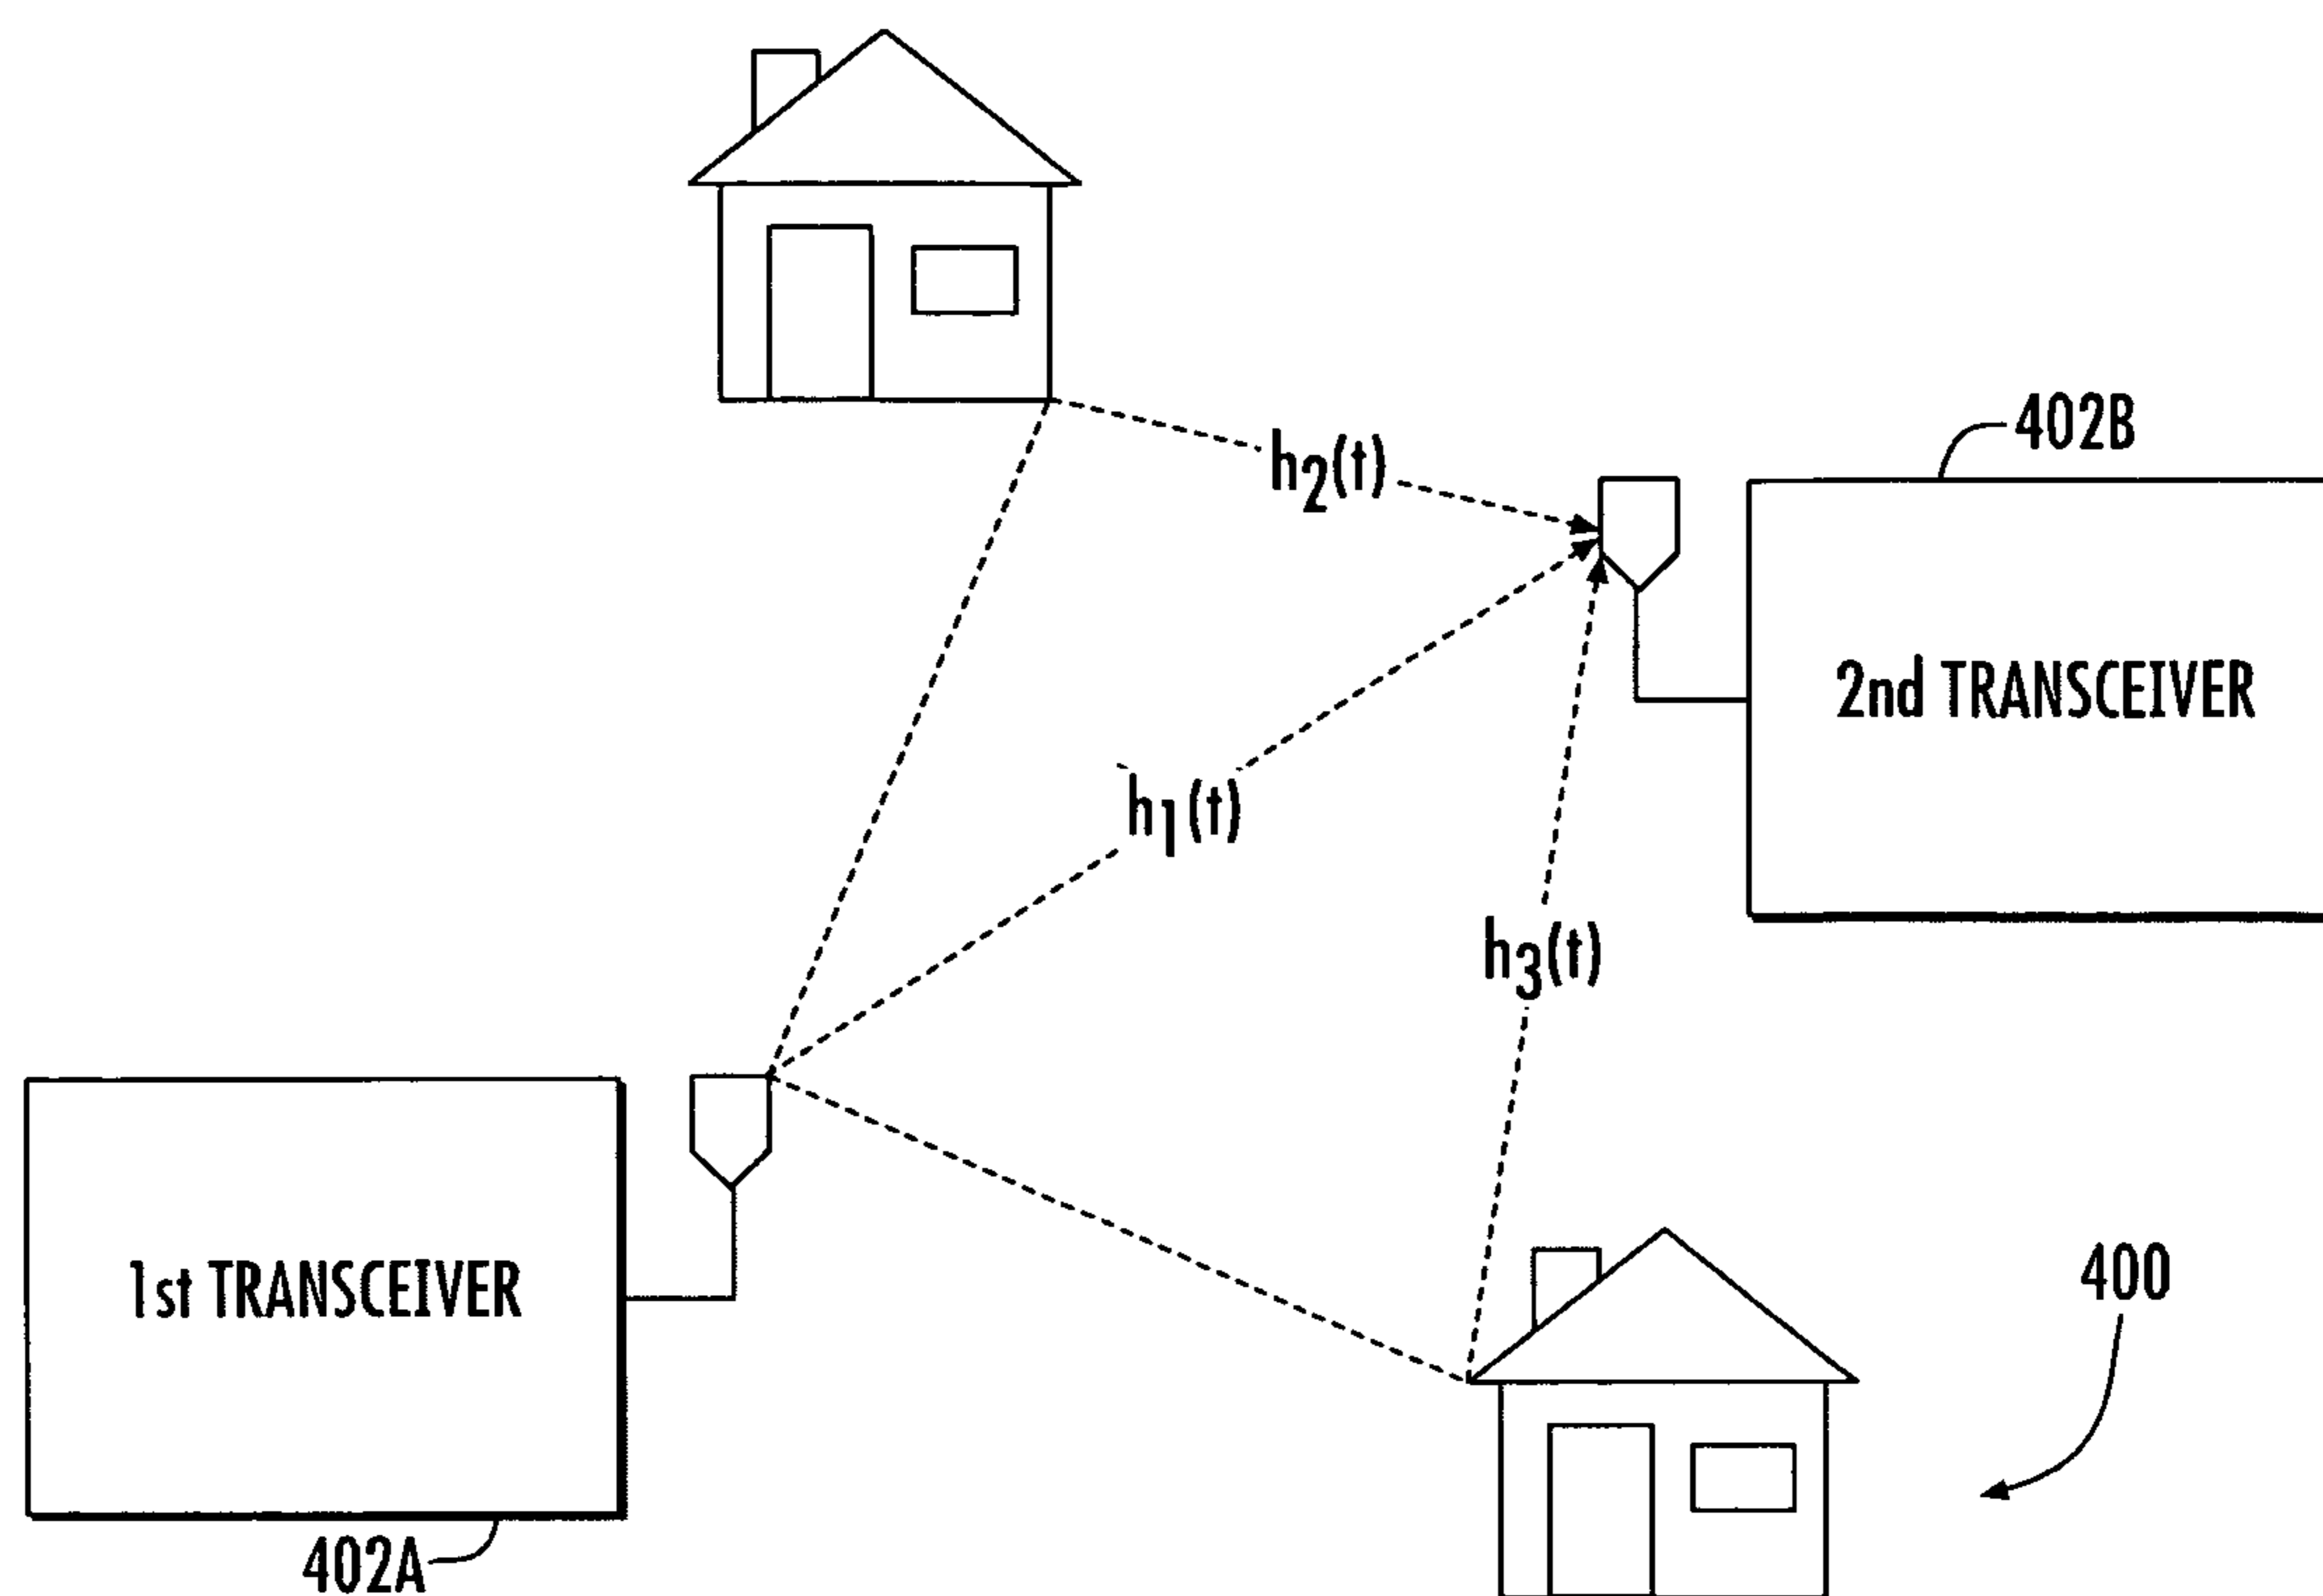 402B
h2(t)
2nd TRANSCEIVER
h1(t)
h3(t)
1st TRANSCEIVER
400
402A